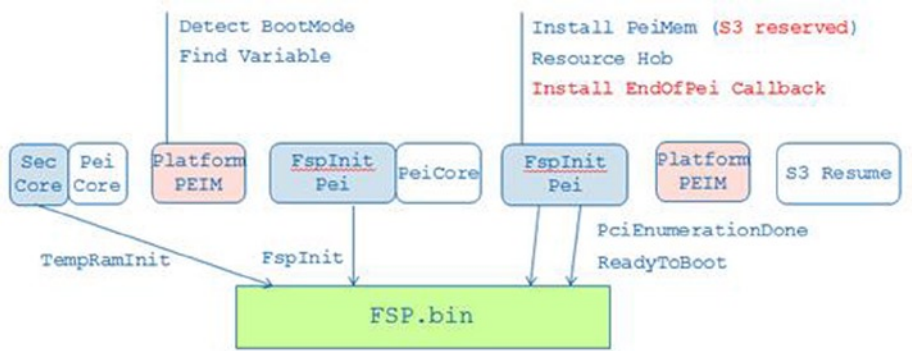 Detect BootMode
Find Variable
Install PeiMem (S3 reserved)
Resource Hob
Install EndOfPei Callback
Sec Core
Pei Core
Platform PEIM
FspInit Pei
PeiCore
FspInit Pei
Platform PEIM
S3 Resume
TempRamInit
FspInit
PciEnumerationDone
ReadyToBoot
FSP.bin